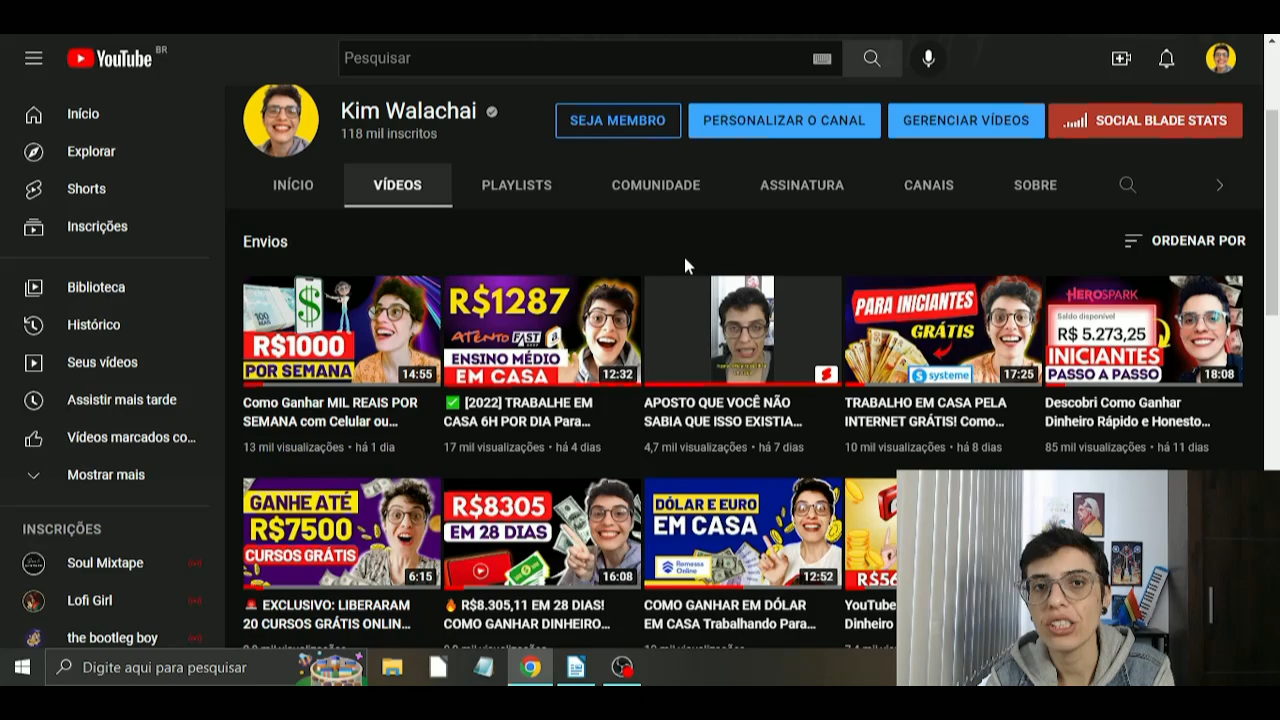 YouTube BR
Pesquisar
Início
Explorar
Shorts
Inscrições
Biblioteca
Histórico
Seus vídeos
Assistir mais tarde
Vídeos marcados co...
Mostrar mais
INSCRIÇÕES
Soul Mixtape
Lofi Girl
the bootleg boy
Kim Walachai
118 mil inscritos
SEJA MEMBRO
PERSONALIZAR O CANAL
GERENCIAR VÍDEOS
SOCIAL BLADE STATS
INÍCIO
VÍDEOS
PLAYLISTS
COMUNIDADE
ASSINATURA
CANAIS
SOBRE
Envios
ORDENAR POR
100
R$1000
POR SEMANA
14:55
Como Ganhar MIL REAIS POR
SEMANA com Celular ou...
13 mil visualizações • há 1 dia
R$1287
ATENTO FAST
ENSINO MÉDIO
EM CASA
12:32
✅ [2022] TRABALHE EM
CASA 6H POR DIA Para...
17 mil visualizações • há 4 dias
APOSTO QUE VOCÊ NÃO
SABIA QUE ISSO EXISTIA...
4,7 mil visualizações • há 7 dias
PARA INICIANTES
GRÁTIS
systeme
17:25
TRABALHO EM CASA PELA
INTERNET GRÁTIS! Como...
10 mil visualizações • há 8 dias
HEROSPARK
Saldo disponível
R$ 5.273,25
INICIANTES
PASSO A PASSO
18:08
Descobri Como Ganhar
Dinheiro Rápido e Honesto...
85 mil visualizações • há 11 dias
GANHE ATÉ
R$7500
CURSOS GRÁTIS
6:15
🚨 EXCLUSIVO: LIBERARAM
20 CURSOS GRÁTIS ONLIN...
R$8305
EM 28 DIAS
16:08
🔥 R$8.305,11 EM 28 DIAS!
COMO GANHAR DINHEIRO...
DÓLAR E EURO
EM CASA
Remessa
Online
12:52
COMO GANHAR EM DÓLAR
EM CASA Trabalhando Para...
R$56
YouTube
Dinheiro
Digite aqui para pesquisar